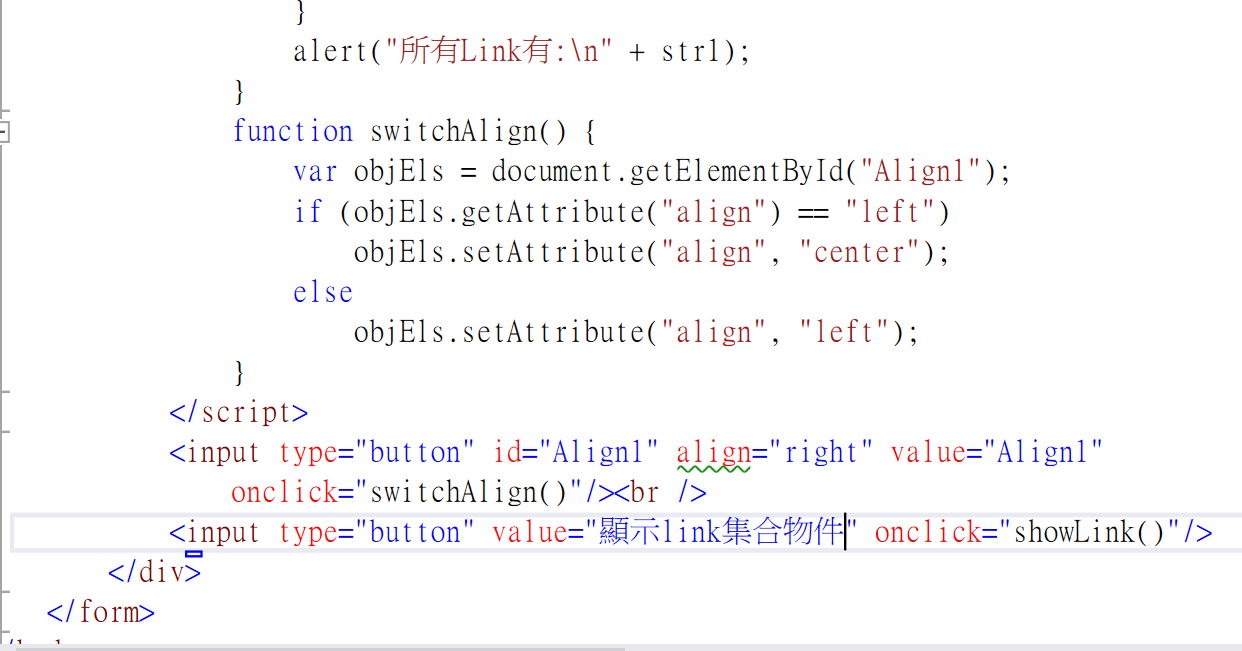 }
alert("所有Link有:\n" + strl);
}
function switchAlign() {
var objEls = document.getElementById("Align1");
if (objEls.getAttribute("align") == "left")
objEls.setAttribute("align", "center");
else
objEls.setAttribute("align", "left");
}
</script>
<input type="button" id="Align1" align="right" value="Align1"
onclick="switchAlign()"/><br />
<input type="button" value="顯示link集合物件" onclick="showLink()"/>
</div>
</form>